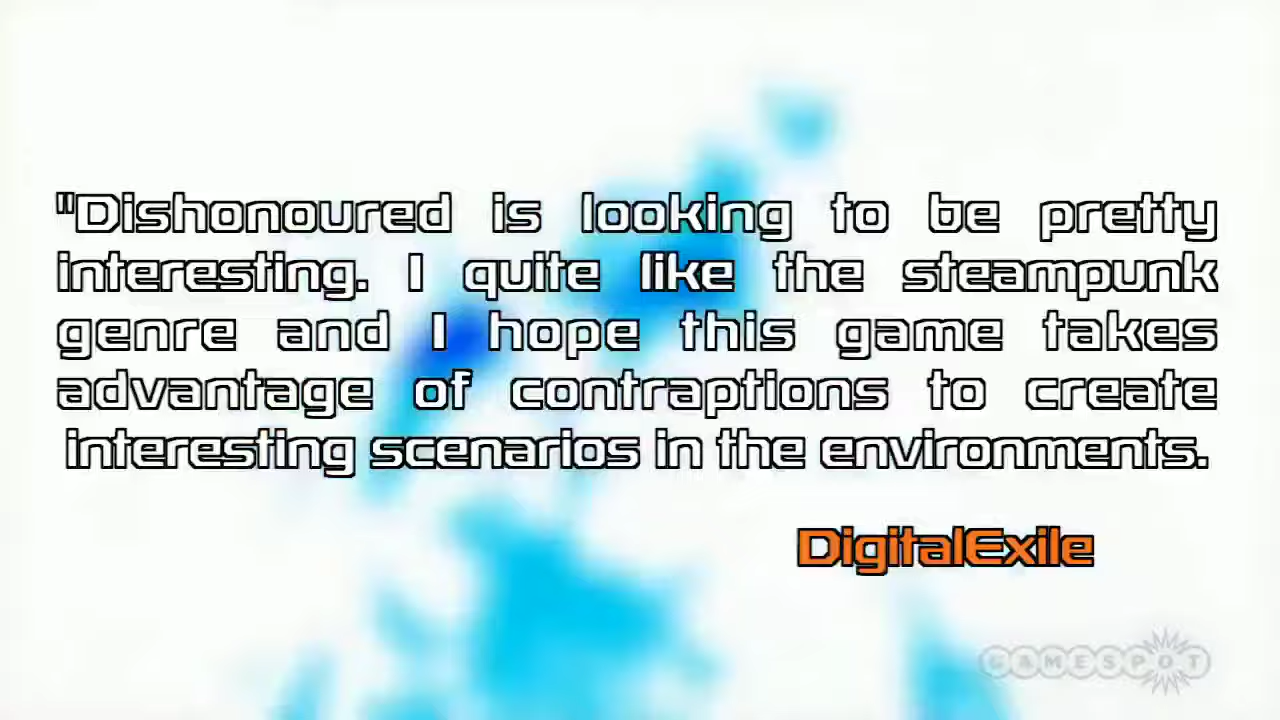 "Dishonoured is looking to be pretty
interesting. I quite like the steampunk
genre and I hope this game takes
advantage of contraptions to create
interesting scenarios in the environments.
DigitalExile
GAMESPOT